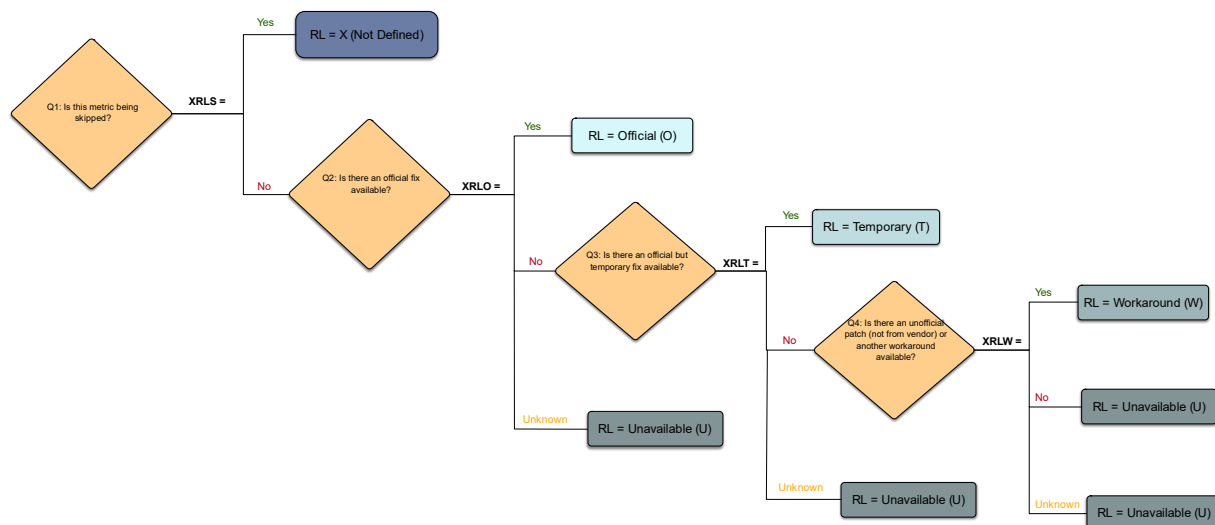 Yes
RL = X (Not Defined)
Q1: Is this metric being
skipped?
XRLS =
No
Q2: Is there an official fix
available?
XRLO =
Yes
RL = Official (O)
No
Q3: Is there an official but
temporary fix available?
XRLT =
Yes
RL = Temporary (T)
No
Q4: Is there an unofficial
patch (not from vendor) or
another workaround
available?
XRLW =
Yes
RL = Workaround (W)
No
RL = Unavailable (U)
Unknown
RL = Unavailable (U)
Unknown
RL = Unavailable (U)
Unknown
RL = Unavailable (U)